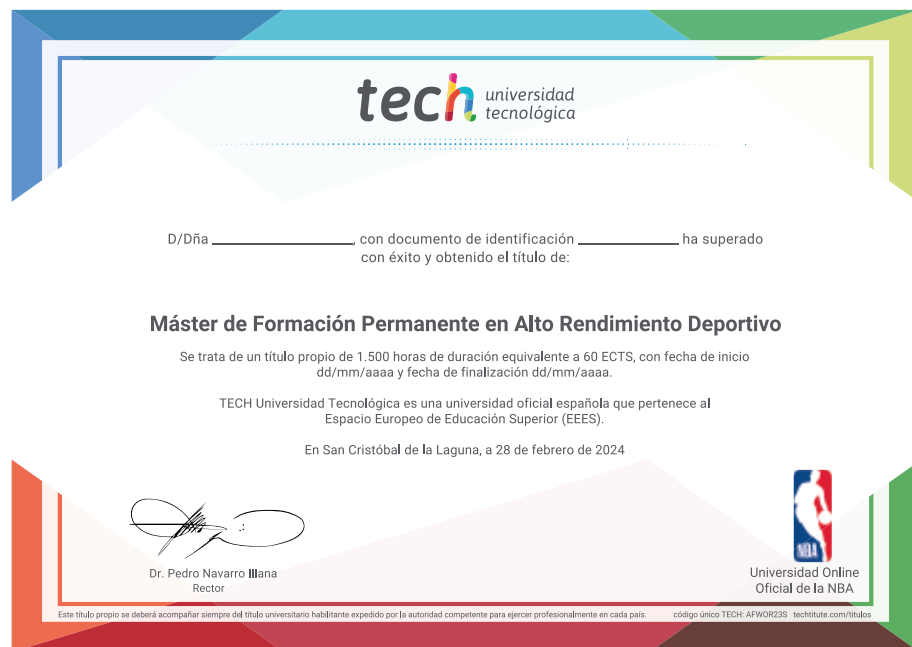 tech universidad
tecnológica
D/Dña ______________, con documento de identificación ____________ ha superado
con éxito y obtenido el título de:
Máster de Formación Permanente en Alto Rendimiento Deportivo
Se trata de un título propio de 1.500 horas de duración equivalente a 60 ECTS, con fecha de inicio
dd/mm/aaaa y fecha de finalización dd/mm/aaaa.
TECH Universidad Tecnológica es una universidad oficial española que pertenece al
Espacio Europeo de Educación Superior (EEES).
En San Cristóbal de la Laguna, a 28 de febrero de 2024
Dr. Pedro Navarro Illana
Rector
NBA
Universidad Online
Oficial de la NBA
Este título propio se deberá acompañar siempre del título universitario habilitante expedido por la autoridad competente para ejercer profesionalmente en cada país. código único TECH: AFWOR23S techtitute.com/títulos